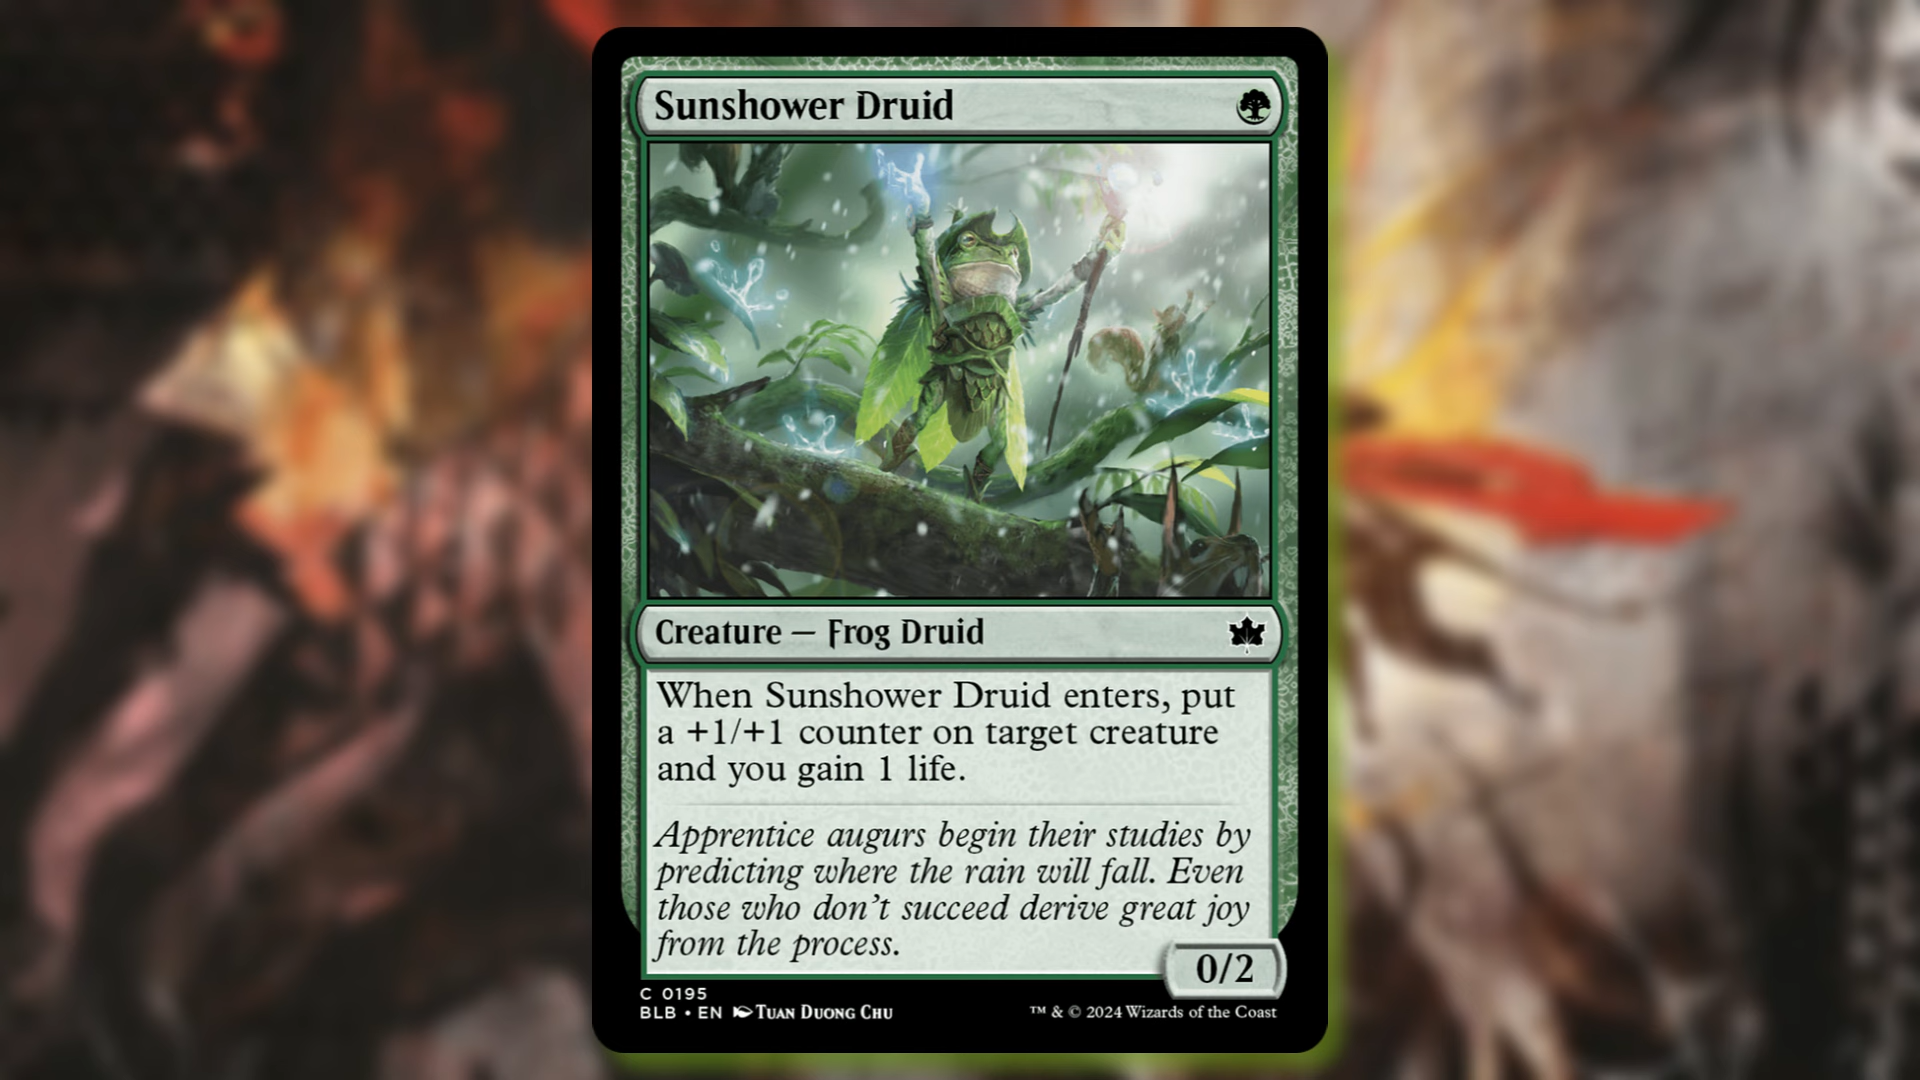 Sunshower Druid
Creature — Frog Druid
When Sunshower Druid enters, put
a +1/+1 counter on target creature
and you gain 1 life.
Apprentice augurs begin their studies by
predicting where the rain will fall. Even
those who don’t succeed derive great joy
from the process.
0/2
C 0195
BLB • EN Tuan Duong Chu
™ & © 2024 Wizards of the Coast